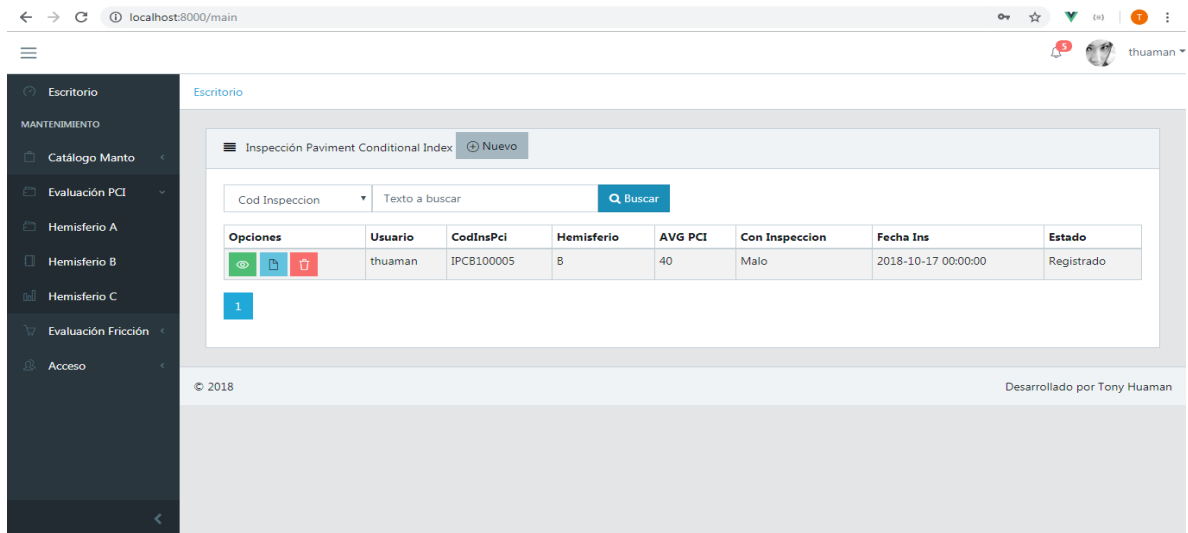 localhost:8000/main
T
5
thuaman
Escritorio
Escritorio
MANTENIMIENTO
Catálogo Manto
Evaluación PCI
Hemisferio A
Hemisferio B
Hemisferio C
Evaluación Fricción
Acceso
Inspección Paviment Conditional Index Nuevo
Cod Inspeccion Texto a buscar Buscar
Opciones Usuario CodInsPci Hemisferio AVG PCI Con Inspeccion Fecha Ins Estado
thuaman IPCB100005 B 40 Malo 2018-10-17 00:00:00 Registrado
1
© 2018 Desarrollado por Tony Huaman